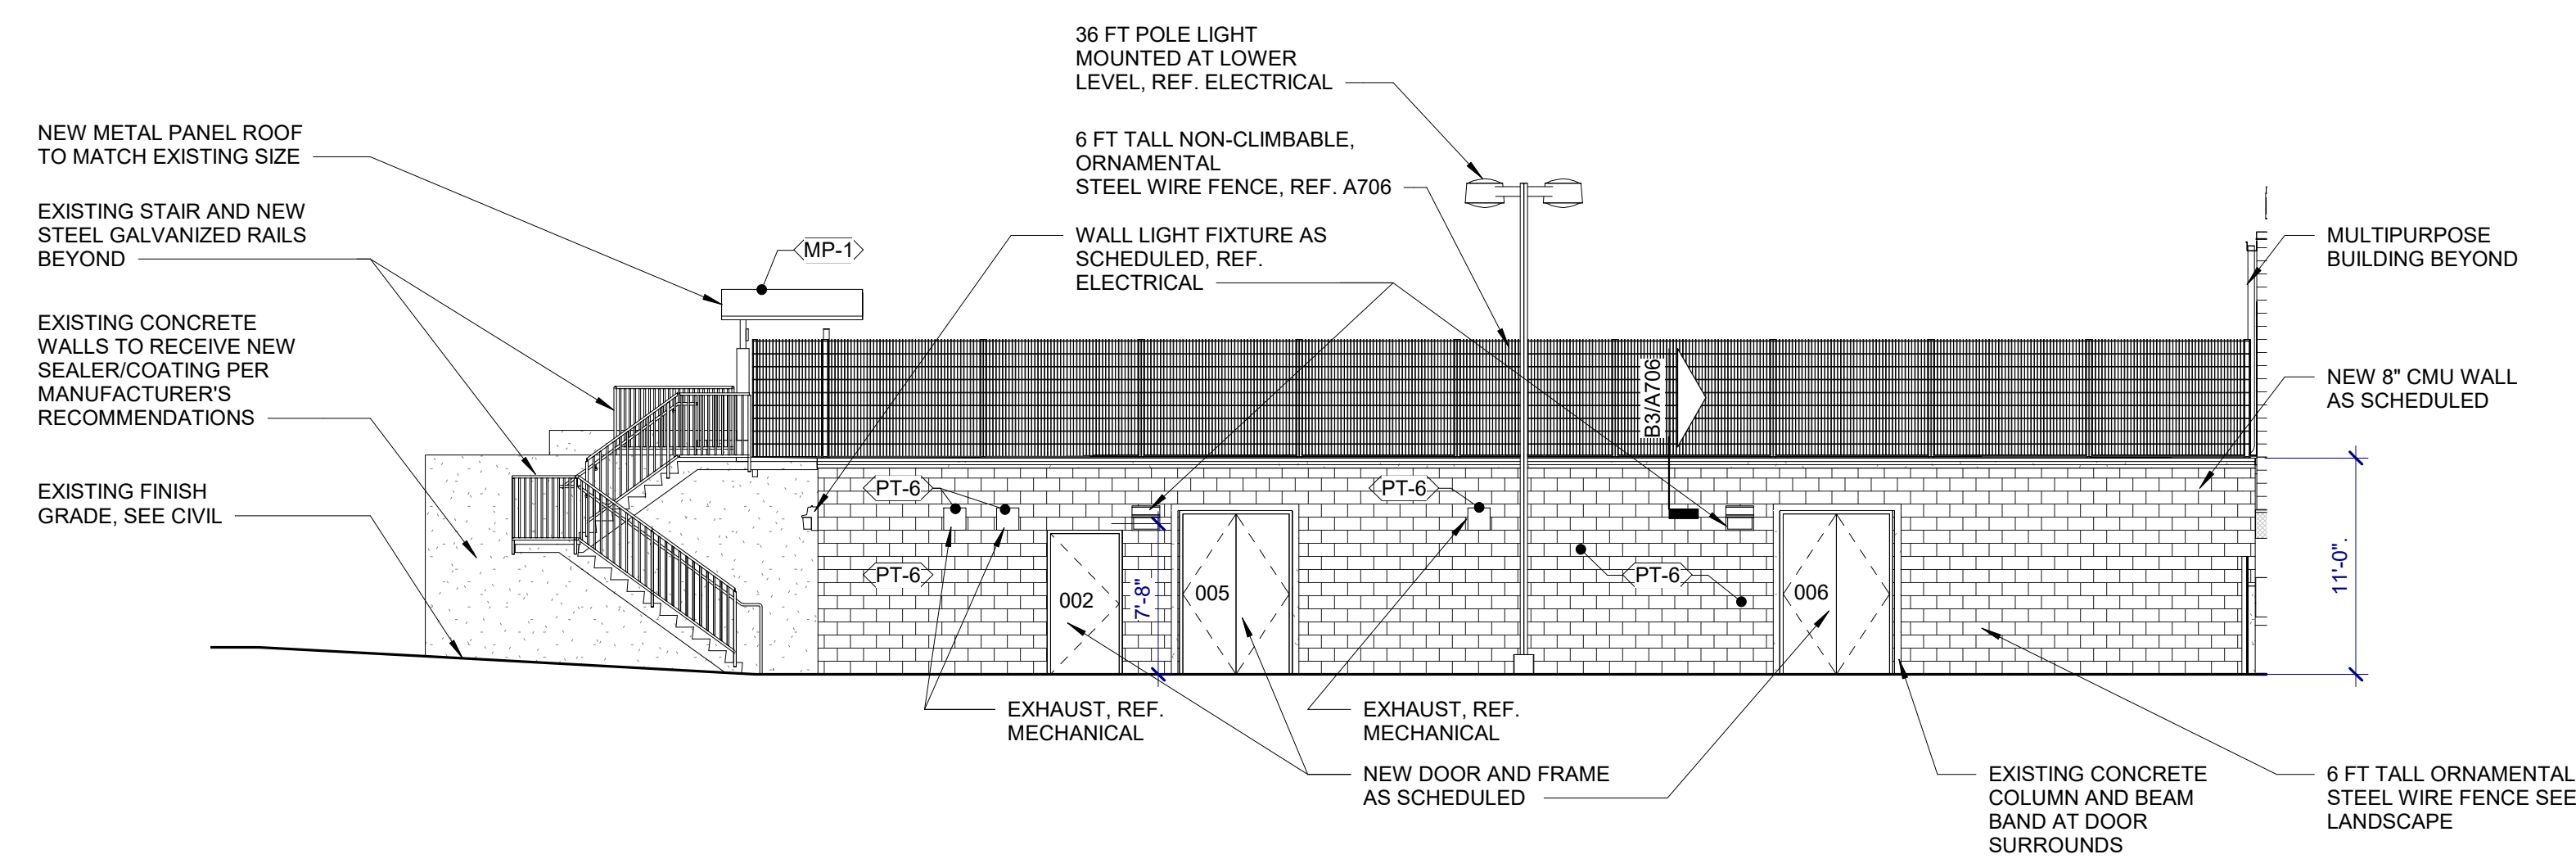 36 FT POLE LIGHT
MOUNTED AT LOWER
LEVEL, REF. ELECTRICAL
NEW METAL PANEL ROOF
TO MATCH EXISTING SIZE
6 FT TALL NON-CLIMBABLE,
ORNAMENTAL
STEEL WIRE FENCE, REF. A706
EXISTING STAIR AND NEW
STEEL GALVANIZED RAILS
BEYOND
WALL LIGHT FIXTURE AS
SCHEDULED, REF.
ELECTRICAL
MP-1
MULTIPURPOSE
BUILDING BEYOND
EXISTING CONCRETE
WALLS TO RECEIVE NEW
SEALER/COATING PER
MANUFACTURER'S
RECOMMENDATIONS
B3/A706
NEW 8" CMU WALL
AS SCHEDULED
EXISTING FINISH
GRADE, SEE CIVIL
PT-6
PT-6
PT-6
PT-6
002
7'-8"
005
006
11'-0".
EXHAUST, REF.
MECHANICAL
EXHAUST, REF.
MECHANICAL
NEW DOOR AND FRAME
AS SCHEDULED
EXISTING CONCRETE
COLUMN AND BEAM
BAND AT DOOR
SURROUNDS
6 FT TALL ORNAMENTAL
STEEL WIRE FENCE SEE
LANDSCAPE